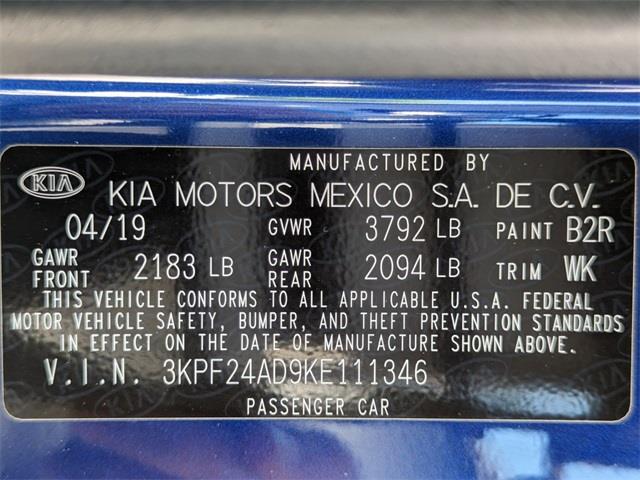 MANUFACTURED BY
KIA KIA MOTORS MEXICO S.A. DE C.V.
04/19 GVWR 3792 LB PAINT B2R
GAWR FRONT 2183 LB GAWR REAR 2094 LB TRIM WK
THIS VEHICLE CONFORMS TO ALL APPLICABLE U.S.A. FEDERAL
MOTOR VEHICLE SAFETY, BUMPER, AND THEFT PREVENTION STANDARDS
IN EFFECT ON THE DATE OF MANUFACTURE SHOWN ABOVE.
V.I.N. 3KPF24AD9KE111346
PASSENGER CAR